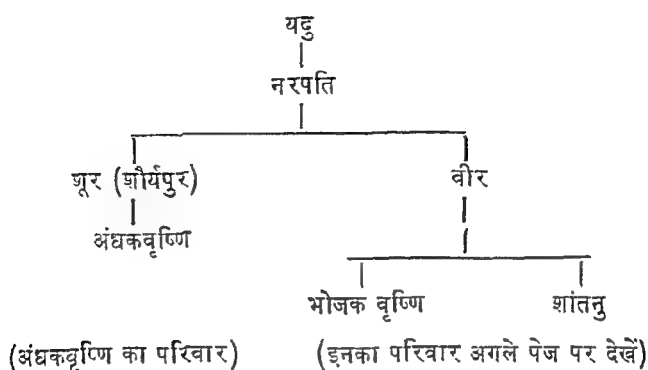 यदु
नरपति
शूर (शौर्यपुर) वीर
अंधकवृष्णि
भोजक वृष्णि शांतनु
(अंधकवृष्णि का परिवार) (इनका परिवार अगले पेज पर देखें)